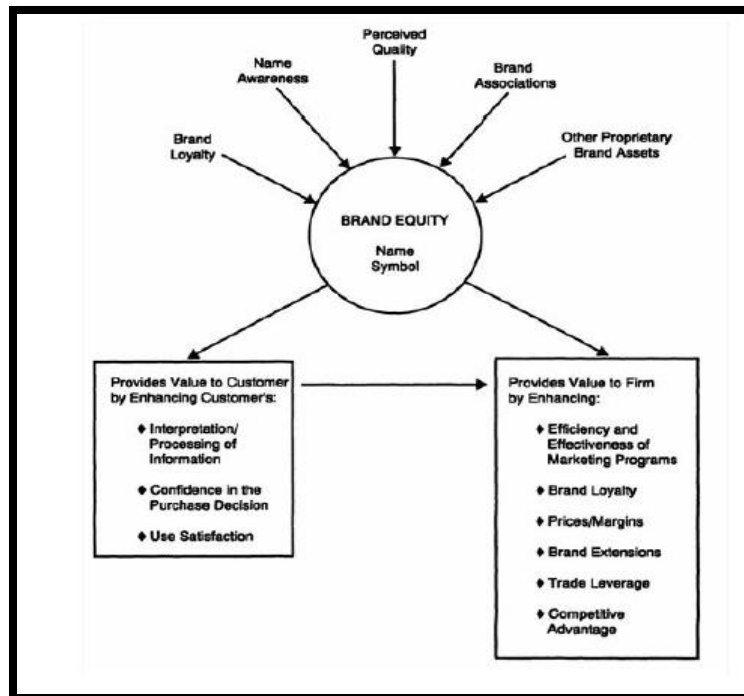 Perceived
Quality
Name
Awareness
Brand
Associations
Brand
Loyalty
Other Proprietary
Brand Assets
BRAND EQUITY
Name
Symbol
Provides Value to Customer
by Enhancing Customer's:
♦ Interpretation/
Processing of
Information
♦ Confidence in the
Purchase Decision
♦ Use Satisfaction
Provides Value to Firm
by Enhancing:
♦ Efficiency and
Effectiveness of
Marketing Programs
♦ Brand Loyalty
♦ Prices/Margins
♦ Brand Extensions
♦ Trade Leverage
♦ Competitive
Advantage